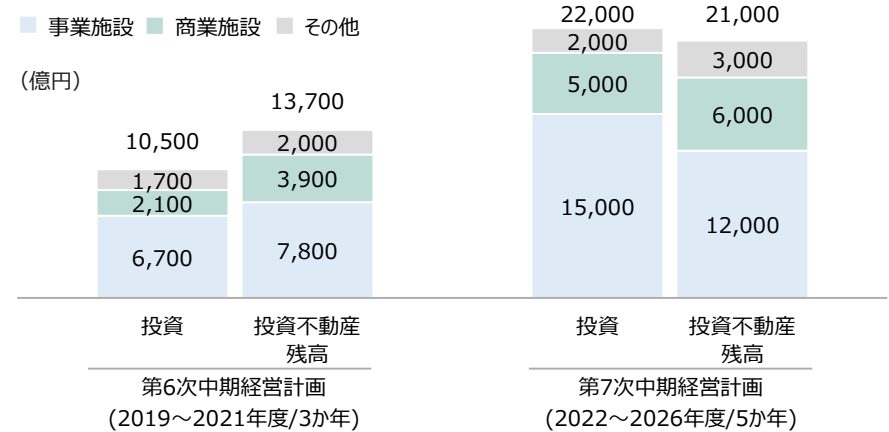 事業施設 商業施設 その他
（億円）
10,500
1,700
2,100
6,700
13,700
2,000
3,900
7,800
22,000
2,000
5,000
15,000
21,000
3,000
6,000
12,000
投資
投資不動産
残高
投資
投資不動産
残高
第6次中期経営計画
(2019～2021年度/3か年)
第7次中期経営計画
(2022～2026年度/5か年)